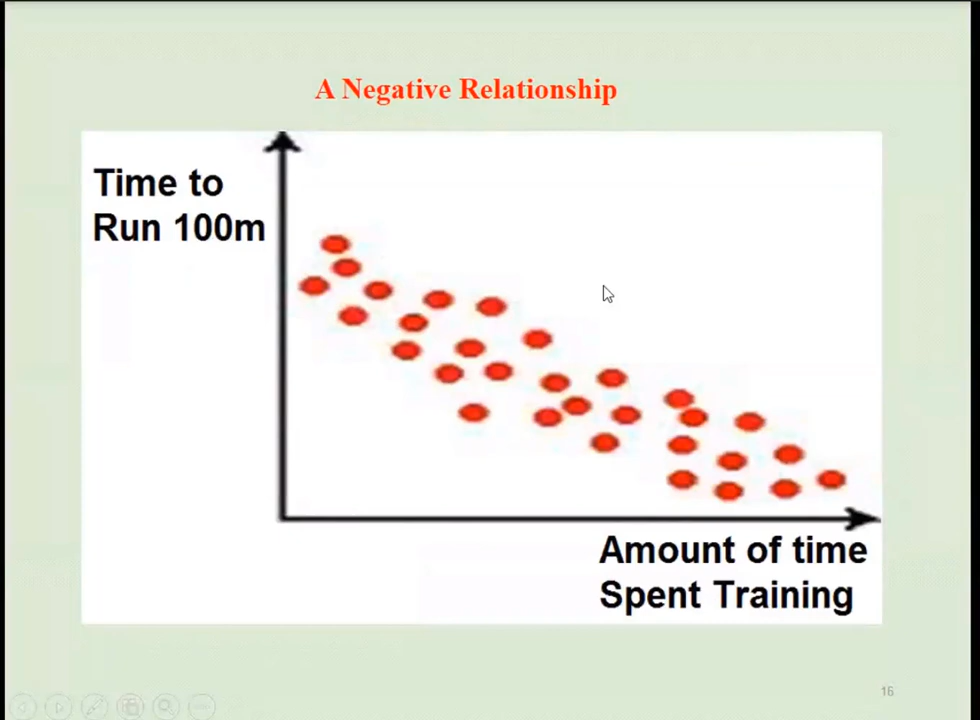 A Negative Relationship
Time to
Run 100m
Amount of time
Spent Training
16